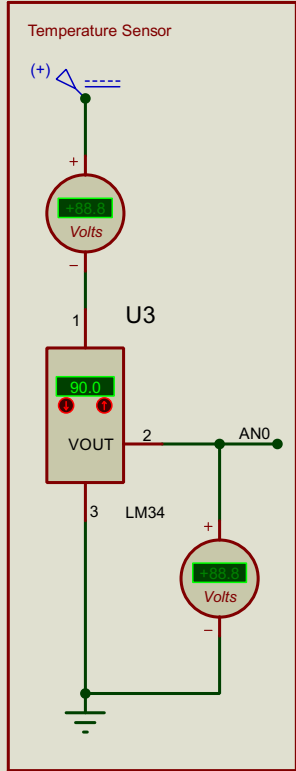 Temperature Sensor
(+)
+
+88.8
Volts
−
1
U3
90.0
VOUT
2
AN0
3
LM34
+
+88.8
Volts
−